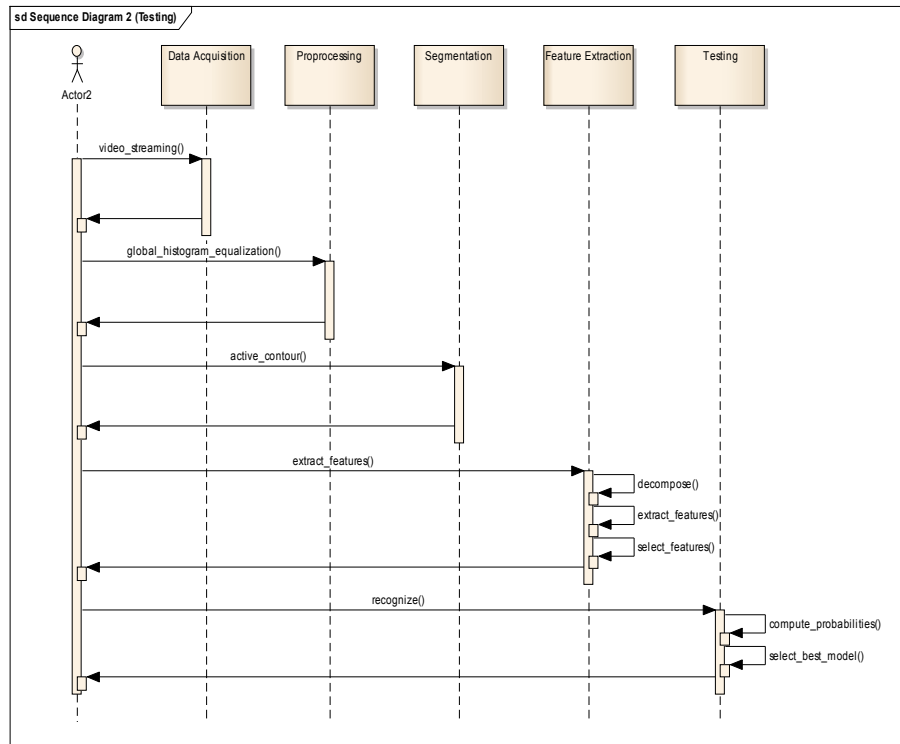 sd Sequence Diagram 2 (Testing)
Actor2
Data Acquisition
Proprocessing
Segmentation
Feature Extraction
Testing
video_streaming()
global_histogram_equalization()
active_contour()
extract_features()
decompose()
extract_features()
select_features()
recognize()
compute_probabilities()
select_best_model()